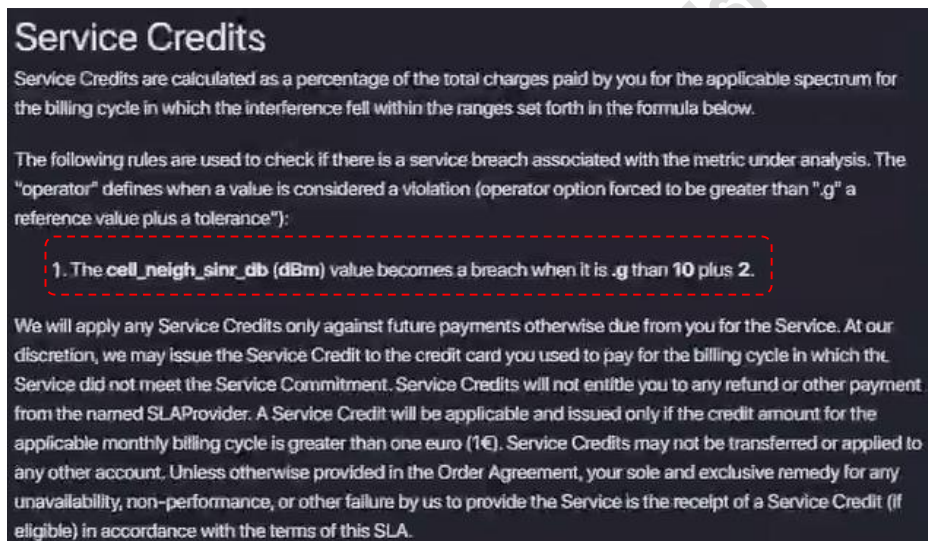 Service Credits
Service Credits are calculated as a percentage of the total charges paid by you for the applicable spectrum for
the billing cycle in which the interference fell within the ranges set forth in the formula below.
The following rules are used to check if there is a service breach associated with the metric under analysis. The
"operator" defines when a value is considered a violation (operator option forced to be greater than ".g" a
reference value plus a tolerance"):
1. The cell_neigh_sinr_db (dBm) value becomes a breach when it is .g than 10 plus 2.
We will apply any Service Credits only against future payments otherwise due from you for the Service. At our
discretion, we may issue the Service Credit to the credit card you used to pay for the billing cycle in which the
Service did not meet the Service Commitment. Service Credits will not entitle you to any refund or other payment
from the named SLAProvider. A Service Credit will be applicable and issued only if the credit amount for the
applicable monthly billing cycle is greater than one euro (1€). Service Credits may not be transferred or applied to
any other account. Unless otherwise provided in the Order Agreement, your sole and exclusive remedy for any
unavailability, non-performance, or other failure by us to provide the Service is the receipt of a Service Credit (if
eligible) in accordance with the terms of this SLA.